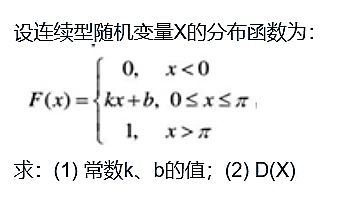 设连续型随机变量X的分布函数为：
0, x<0
F(x)= kx+b, 0≤x≤π
1, x>π
求：(1) 常数k、b的值；(2) D(X)